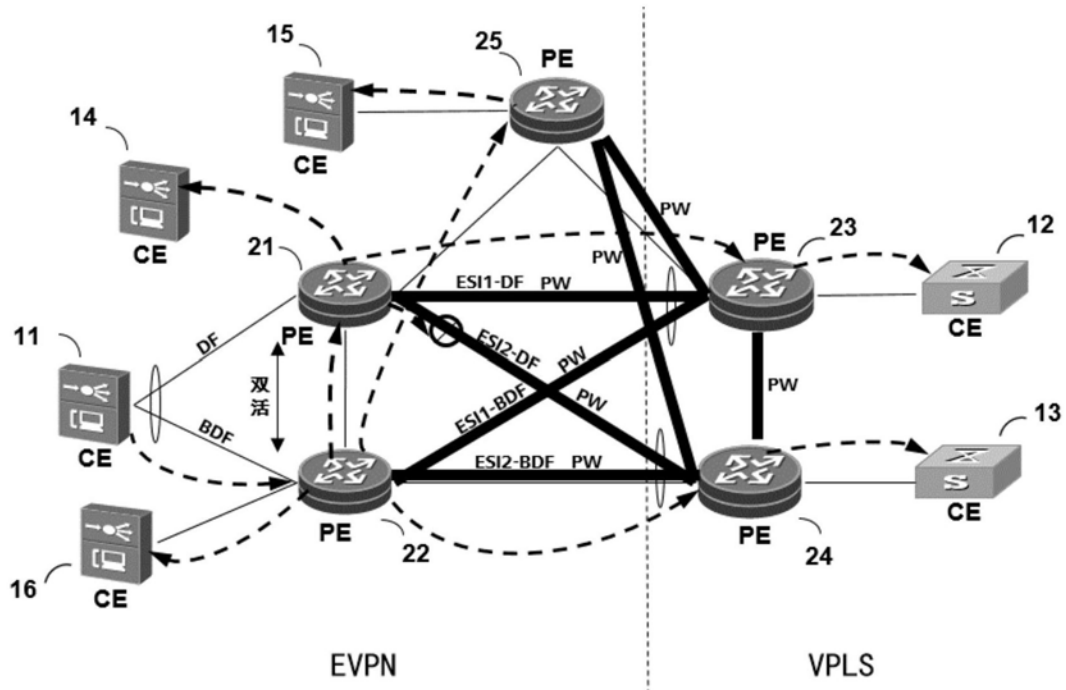 15
25
PE
14
CE
CE
PW
PE
23
12
21
PW
ESI1-DF PW
PE
CE
11
DF
ESI2-DF
PW
双活
ESI1-BDF
PW
PW
13
BDF
CE
ESI2-BDF PW
CE
PE
22
PE
24
16
CE
EVPN
VPLS